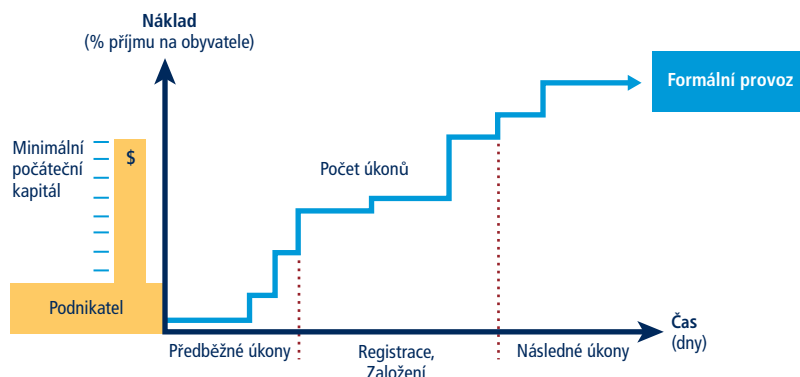 Náklad
(% příjmu na obyvatele)
Formální provoz
Minimální
počáteční
kapitál
$
Počet úkonů
Podnikatel
Čas
(dny)
Předběžné úkony
Registrace,
Založení
Následné úkony